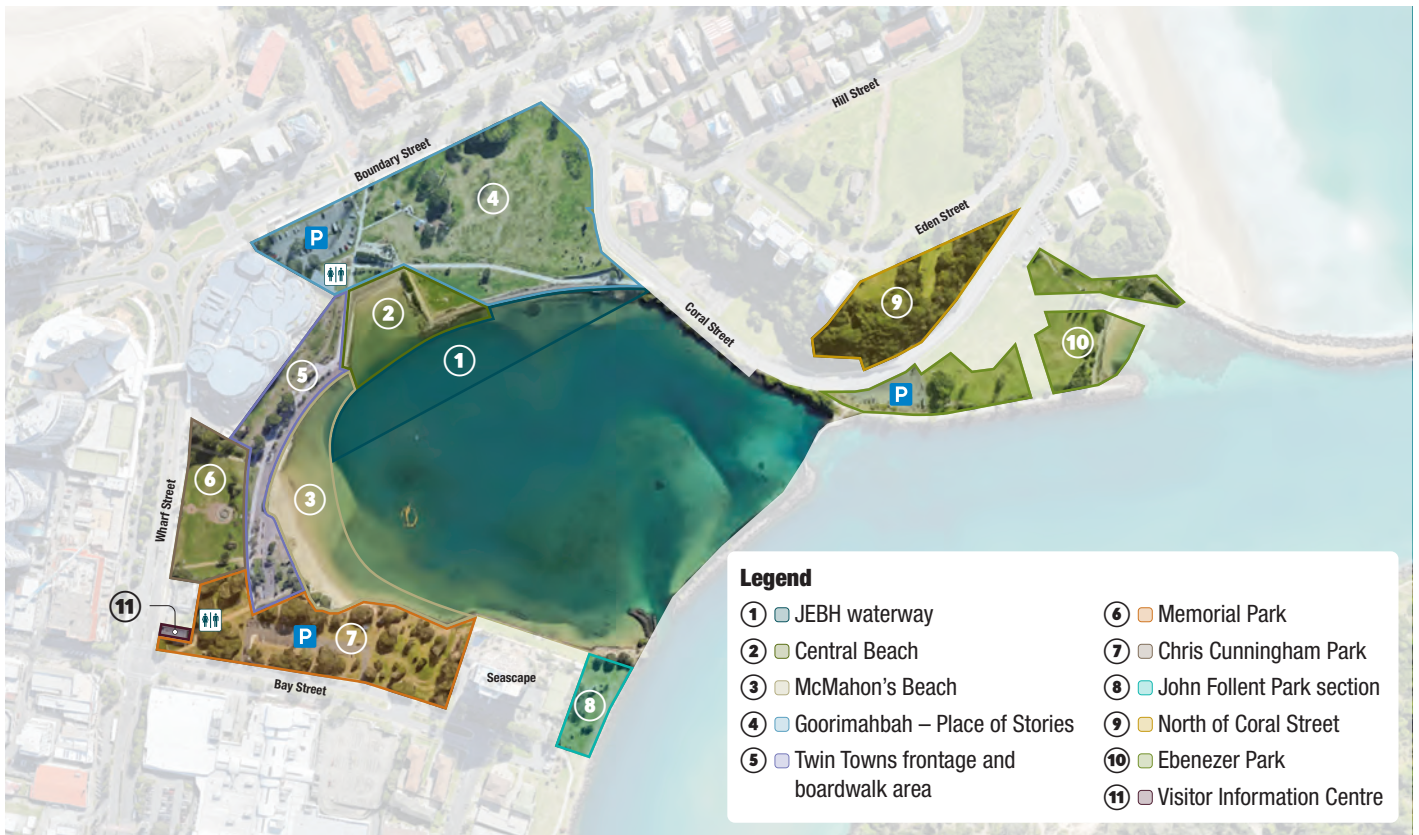 Hill Street
Boundary Street
4
P
Eden Street
2
9
Coral Street
10
1
5
P
6
3
Wharf Street
11
P
7
Seascape
Bay Street
8
Legend
1 JEBH waterway
2 Central Beach
3 McMahon's Beach
4 Goorimahbah – Place of Stories
5 Twin Towns frontage and
boardwalk area
6 Memorial Park
7 Chris Cunningham Park
8 John Follent Park section
9 North of Coral Street
10 Ebenezer Park
11 Visitor Information Centre